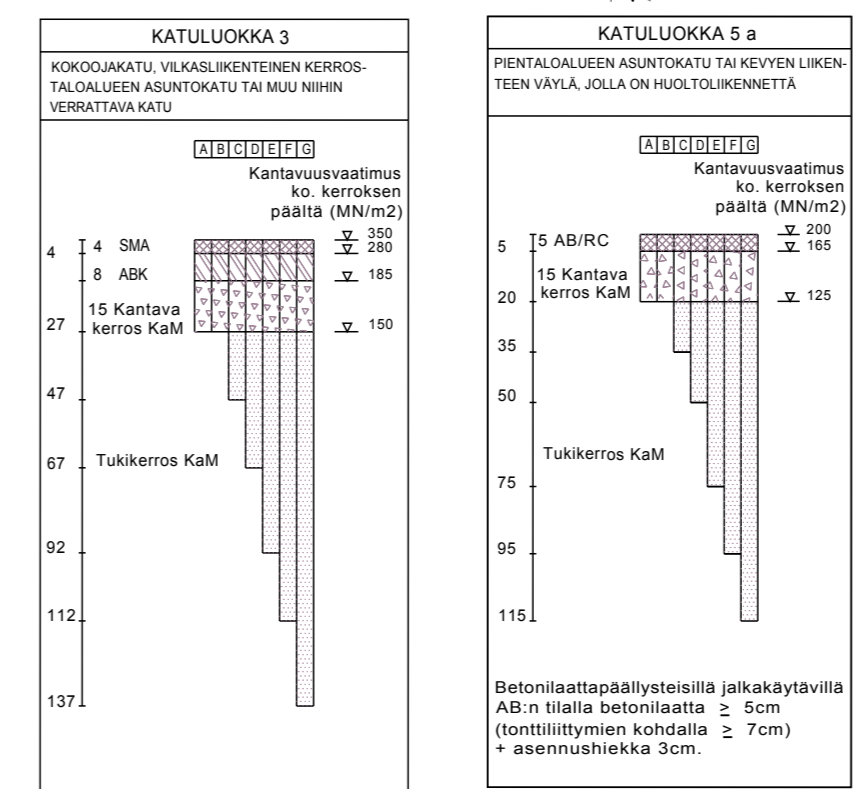 KATULUOKKA 3
KOKOOJAKATU, VILKASLIIKENTEINEN KERROS-
TALOALUEEN ASUNTOKATU TAI MUU NIIHIN
VERRATTAVA KATU
A B C D E F G
Kantavuusvaatimus
ko. kerroksen
päältä (MN/m2)
350
4 4 SMA 280
8 ABK 185
15 Kantava
27 kerros KaM 150
47
67 Tukikerros KaM
92
112
137
KATULUOKKA 5 a
PIENTALOALUEEN ASUNTOKATU TAI KEVYEN LIIKEN-
TEEN VÄYLÄ, JOLLA ON HUOLTOLIIKENNETTÄ
A B C D E F G
Kantavuusvaatimus
ko. kerroksen
päältä (MN/m2)
200
5 5 AB/RC 165
15 Kantava
20 kerros KaM 125
35
50
Tukikerros KaM
75
95
115
Betonilaattapäällysteisillä jalkakäytävillä
AB:n tilalla betonilaatta ≥ 5cm
(tonttiliittymien kohdalla ≥ 7cm)
+ asennushiekka 3cm.